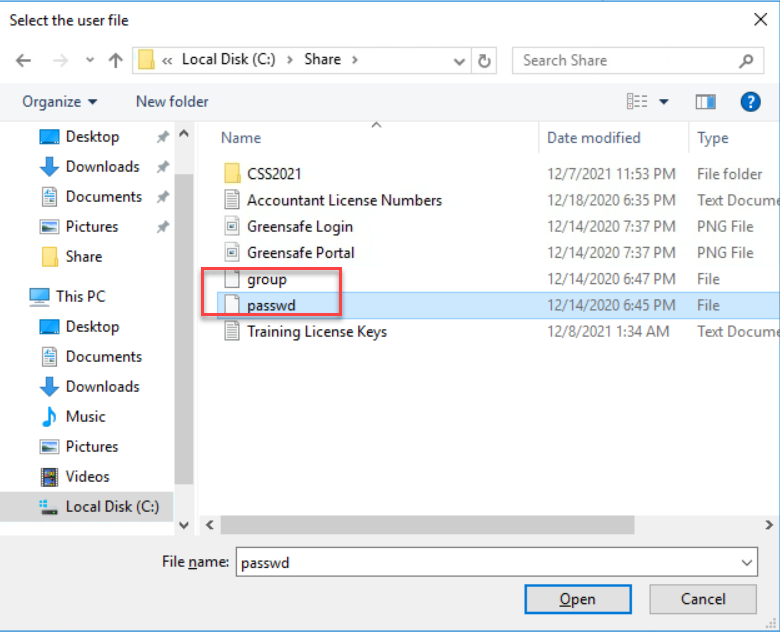 Select the user file
« Local Disk (C:) > Share >
Search Share
Organize
New folder
Name
Date modified
Type
Desktop
Downloads
Documents
Pictures
Share
This PC
Desktop
Documents
Downloads
Music
Pictures
Videos
Local Disk (C:)
CSS2021 12/7/2021 11:53 PM File folder
Accountant License Numbers 12/18/2020 6:35 PM Text Docume
Greensafe Login 12/14/2020 7:37 PM PNG File
Greensafe Portal 12/14/2020 7:37 PM PNG File
group 12/14/2020 6:47 PM File
passwd 12/14/2020 6:45 PM File
Training License Keys 12/8/2021 1:34 AM Text Docume
File name: passwd
Open
Cancel